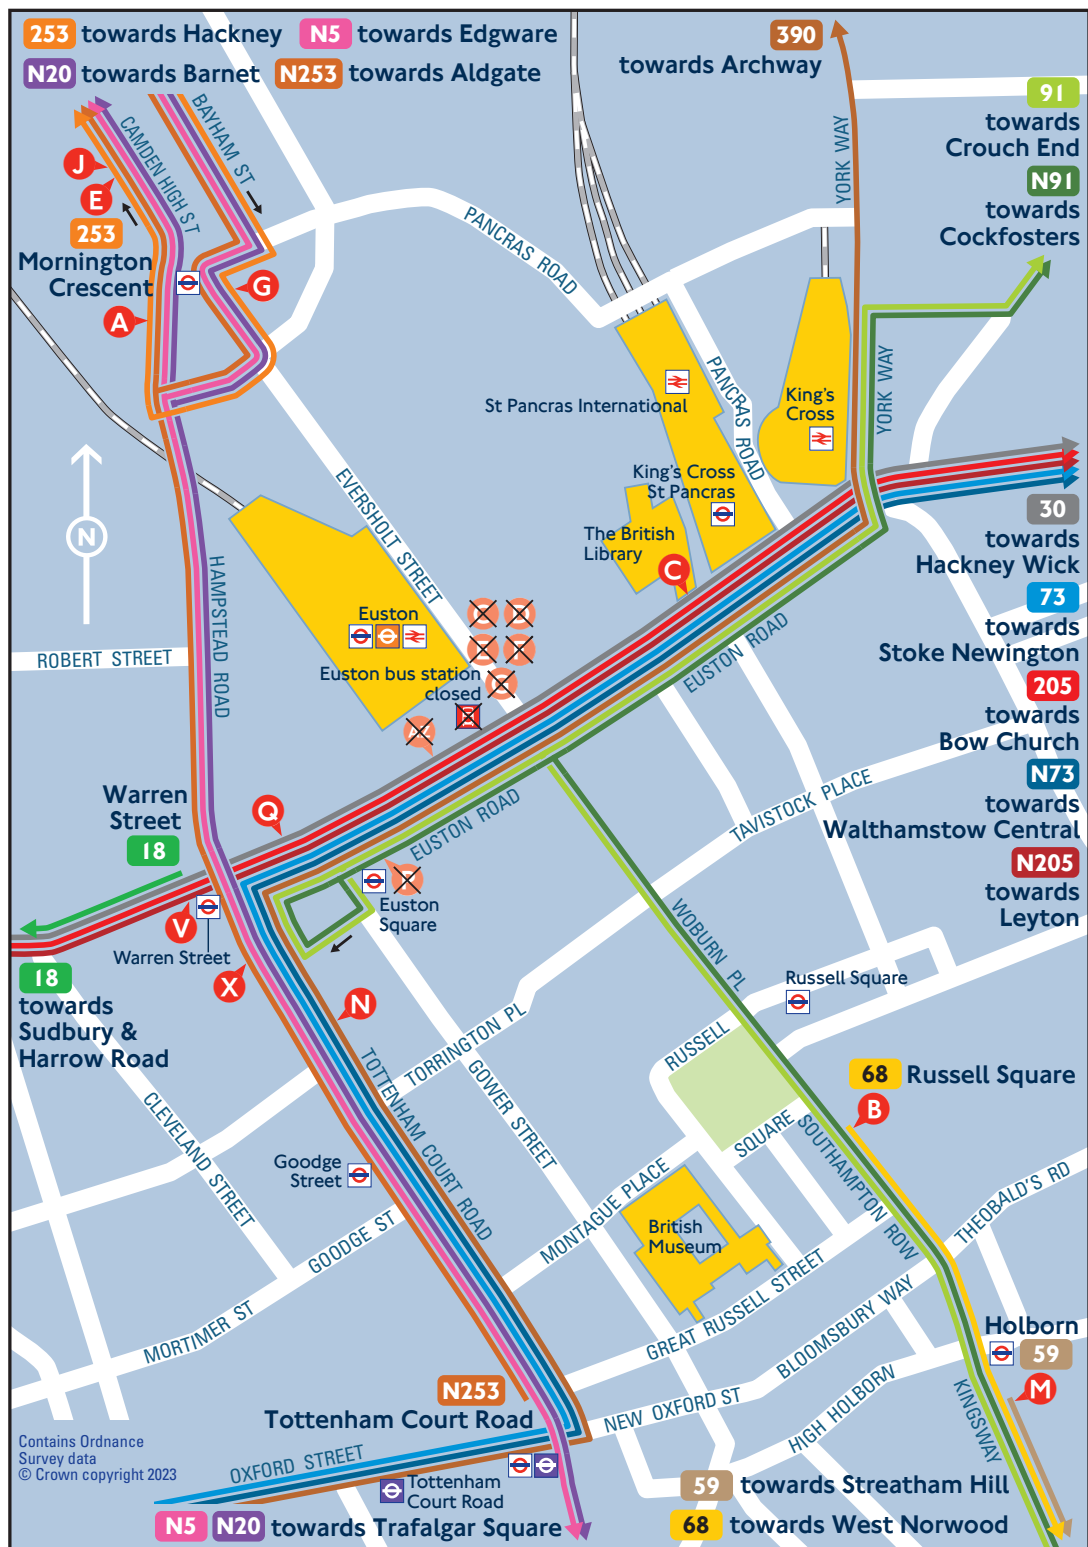 253 towards Hackney N5 towards Edgware
N20 towards Barnet N253 towards Aldgate
390
towards Archway
91
towards
Crouch End
N91
towards
Cockfosters
BAYHAM ST
CAMDEN HIGH ST
YORK WAY
J
E
253
Mornington
Crescent
G
A
PANCRAS ROAD
PANCRAS ROAD
YORK WAY
St Pancras International
King's
Cross
King's Cross
St Pancras
The British
Library
C
N
EVERSHOLT STREET
HAMPSTEAD ROAD
ROBERT STREET
Euston
Euston bus station
closed
EUSTON ROAD
30
towards
Hackney Wick
73
towards
Stoke Newington
205
towards
Bow Church
N73
towards
Walthamstow Central
N205
towards
Leyton
Warren
Street
18
Q
EUSTON ROAD
TAVISTOCK PLACE
Euston
Square
V
Warren Street
X
N
18
towards
Sudbury &
Harrow Road
WOBURN PL
Russell Square
RUSSELL
SQUARE
TORRINGTON PL
TOTTENHAM COURT ROAD
GOWER STREET
CLEVELAND STREET
68 Russell Square
B
SOUTHAMPTON ROW
THEOBALD'S RD
Goodge
Street
GOODGE ST
MORTIMER ST
MONTAGUE PLACE
British
Museum
GREAT RUSSELL STREET
BLOOMSBURY WAY
Holborn
59
M
KINGSWAY
HIGH HOLBORN
NEW OXFORD ST
N253
Tottenham Court Road
OXFORD STREET
Tottenham
Court Road
Contains Ordnance
Survey data
© Crown copyright 2023
N5 N20 towards Trafalgar Square
59 towards Streatham Hill
68 towards West Norwood